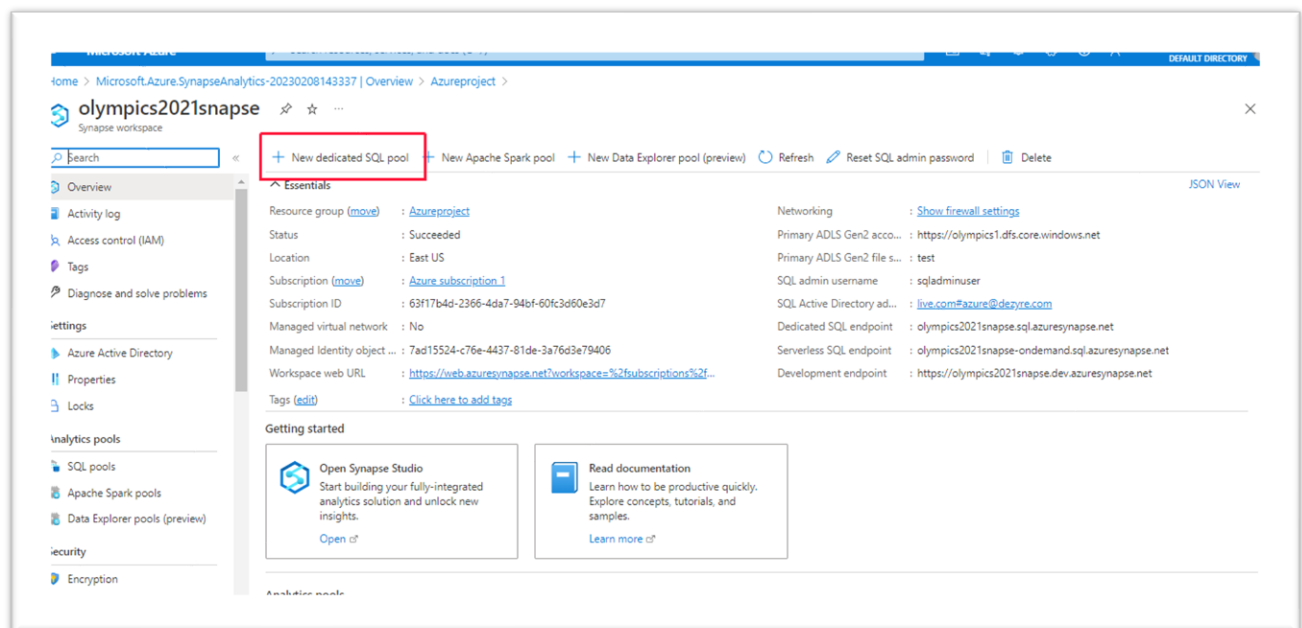 DEFAULT DIRECTORY
Home > Microsoft.Azure.SynapseAnalytics-20230208143337 | Overview > Azureproject >
olympics2021snapse
Synapse workspace
Search
+ New dedicated SQL pool + New Apache Spark pool + New Data Explorer pool (preview) Refresh Reset SQL admin password Delete
Overview
Activity log
Access control (IAM)
Tags
Diagnose and solve problems
Settings
Azure Active Directory
Properties
Locks
Analytics pools
SQL pools
Apache Spark pools
Data Explorer pools (preview)
Security
Encryption
Essentials
JSON View
Resource group (move) : Azureproject
Status : Succeeded
Location : East US
Subscription (move) : Azure subscription 1
Subscription ID : 63f17b4d-2366-4da7-94bf-60fc3d60e3d7
Managed virtual network : No
Managed Identity object ... : 7ad15524-c76e-4437-81de-3a76d3e79406
Workspace web URL : https://web.azuresynapse.net?workspace=%2fsubscriptions%2f...
Tags (edit) : Click here to add tags
Networking : Show firewall settings
Primary ADLS Gen2 acco... : https://olympics1.dfs.core.windows.net
Primary ADLS Gen2 file s... : test
SQL admin username : sqladminuser
SQL Active Directory ad... : live.com#azure@dezyre.com
Dedicated SQL endpoint : olympics2021snapse.sql.azuresynapse.net
Serverless SQL endpoint : olympics2021snapse-ondemand.sql.azuresynapse.net
Development endpoint : https://olympics2021snapse.dev.azuresynapse.net
Getting started
Open Synapse Studio
Start building your fully-integrated
analytics solution and unlock new
insights.
Open
Read documentation
Learn how to be productive quickly.
Explore concepts, tutorials, and
samples.
Learn more
Analytics pools